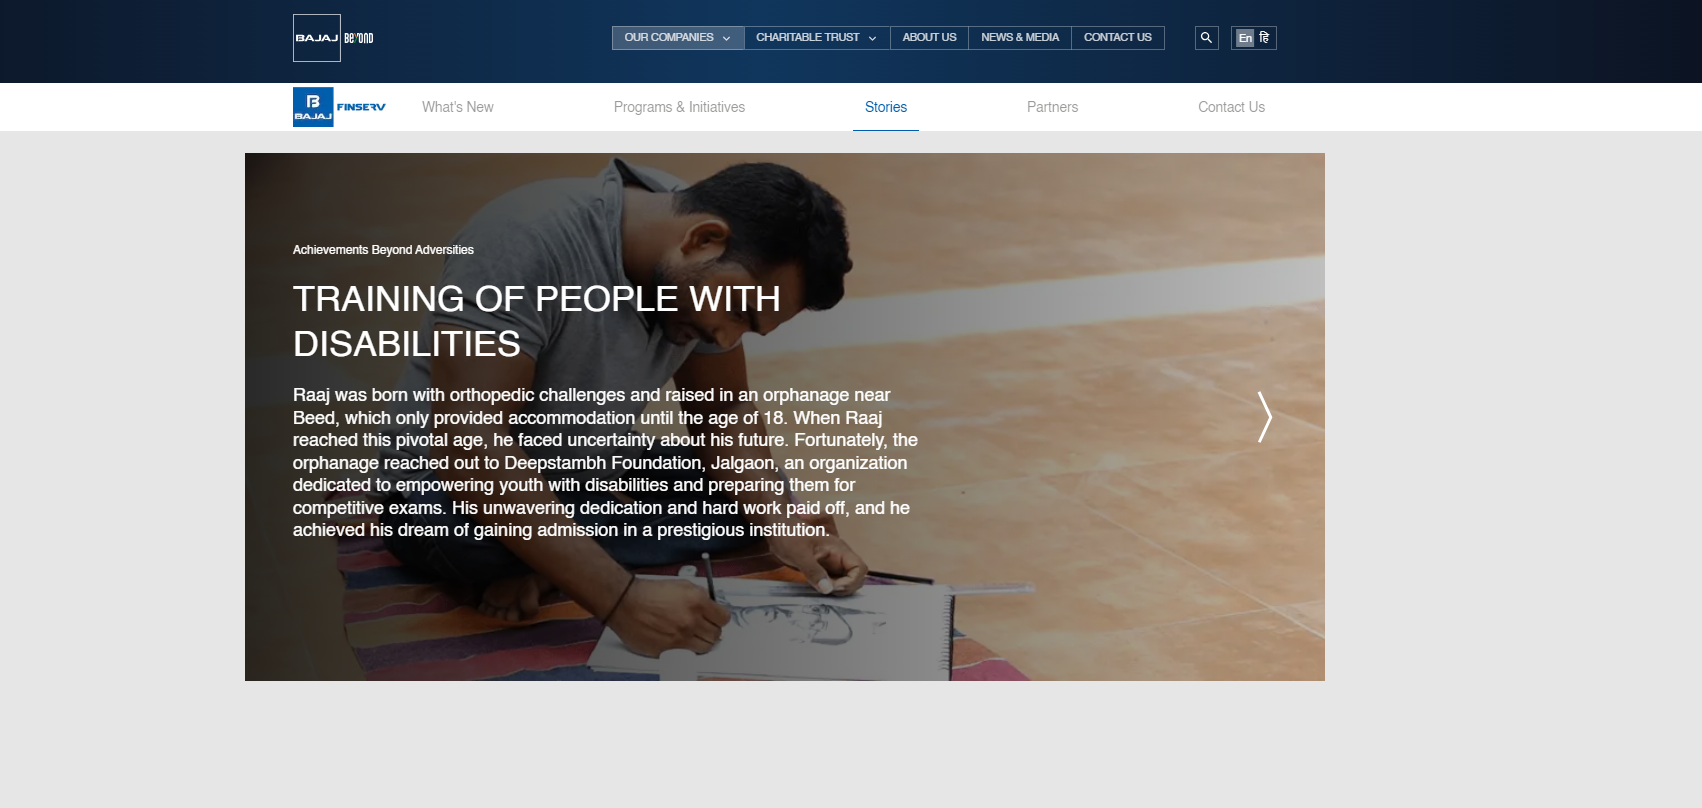 BAJAJ BEYOND
OUR COMPANIES
CHARITABLE TRUST
ABOUT US
NEWS & MEDIA
CONTACT US
En
हिं
B
BAJAJ
FINSERV
What's New
Programs & Initiatives
Stories
Partners
Contact Us
Achievements Beyond Adversities
TRAINING OF PEOPLE WITH
DISABILITIES
Raaj was born with orthopedic challenges and raised in an orphanage near
Beed, which only provided accommodation until the age of 18. When Raaj
reached this pivotal age, he faced uncertainty about his future. Fortunately, the
orphanage reached out to Deepstambh Foundation, Jalgaon, an organization
dedicated to empowering youth with disabilities and preparing them for
competitive exams. His unwavering dedication and hard work paid off, and he
achieved his dream of gaining admission in a prestigious institution.